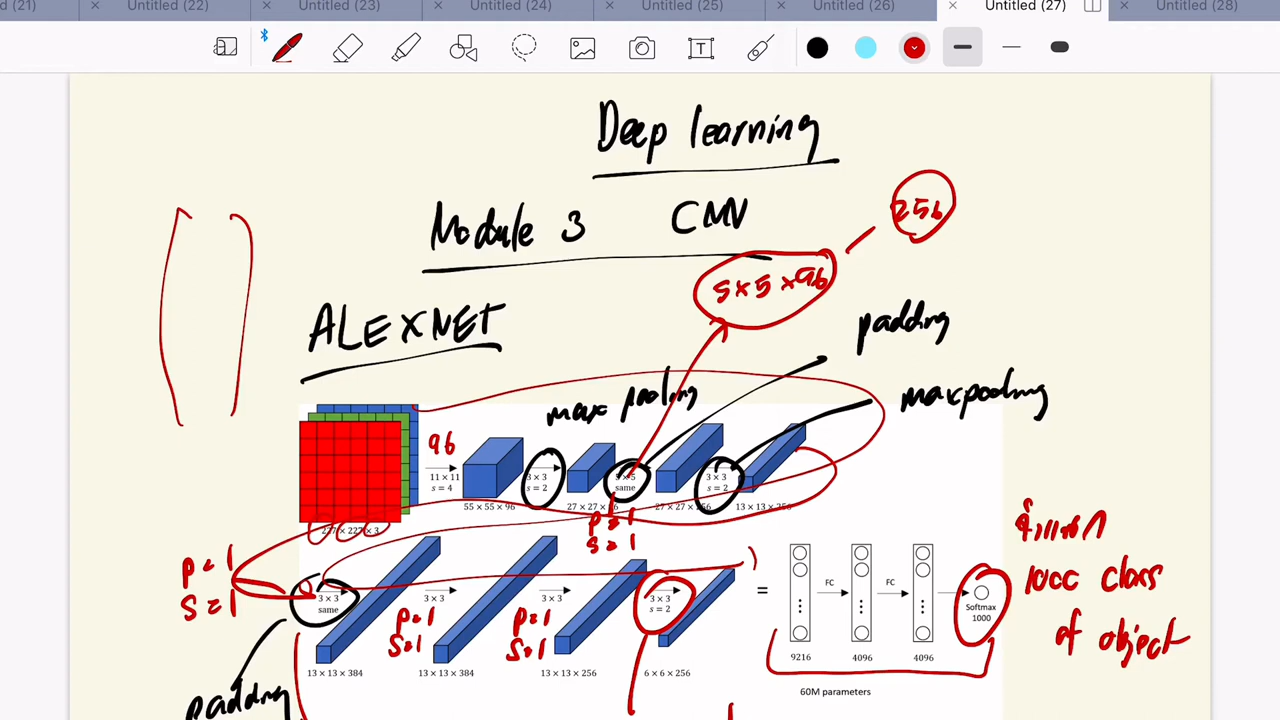 Untitled (22)
Untitled (23)
Untitled (24)
Untitled (25)
Untitled (26)
Untitled (27)
Untitled (28)
Deep learning
Module 3 CNN
256
5 × 5 × 96
ALEXNET
padding
max pooling
maxpooling
96
11 × 11
s = 4
3 × 3
s = 2
5 × 5
same
3 × 3
s = 2
55 × 55 × 96
27 × 27 × 96
27 × 27 × 256
13 × 13 × 256
227 × 227 × 3
P = 1
S = 1
P = 1
S = 1
3 × 3
same
3 × 3
P = 1
S = 1
3 × 3
P = 1
S = 1
3 × 3
s = 2
=
FC
FC
Softmax
1000
class
of object
13 × 13 × 384
13 × 13 × 384
13 × 13 × 256
6 × 6 × 256
9216
4096
4096
60M parameters
padding